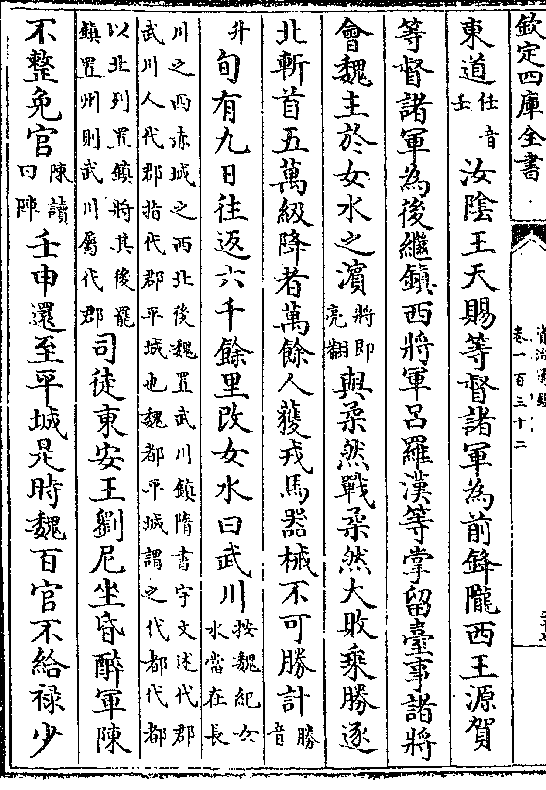 欽定四庫全書
資治通鑑
卷一百三十二
東道任音壬汝陰王天賜等督諸軍為前鋒隴西王源賀
等督諸軍為後繼鎮西將軍呂羅漢等掌留臺事諸將
會魏主於女水之濵將即亮翻與柔然戰柔然大敗乘勝逐
北斬首五萬級降者萬餘人獲戎馬器械不可勝計勝音
升旬有九日往返六千餘里改女水曰武川按魏紀女水當在長
川之西赤城之西北後魏置武川鎮隋書宇文述代郡武川人代郡指代郡平城也魏都平城謂之代都代都
以北列置鎮將其後罷鎮置州則武川屬代郡司徒東安王劉尼坐昏醉軍陳
不整免官陳讀曰陣壬申還至平城是時魏百官不給禄少